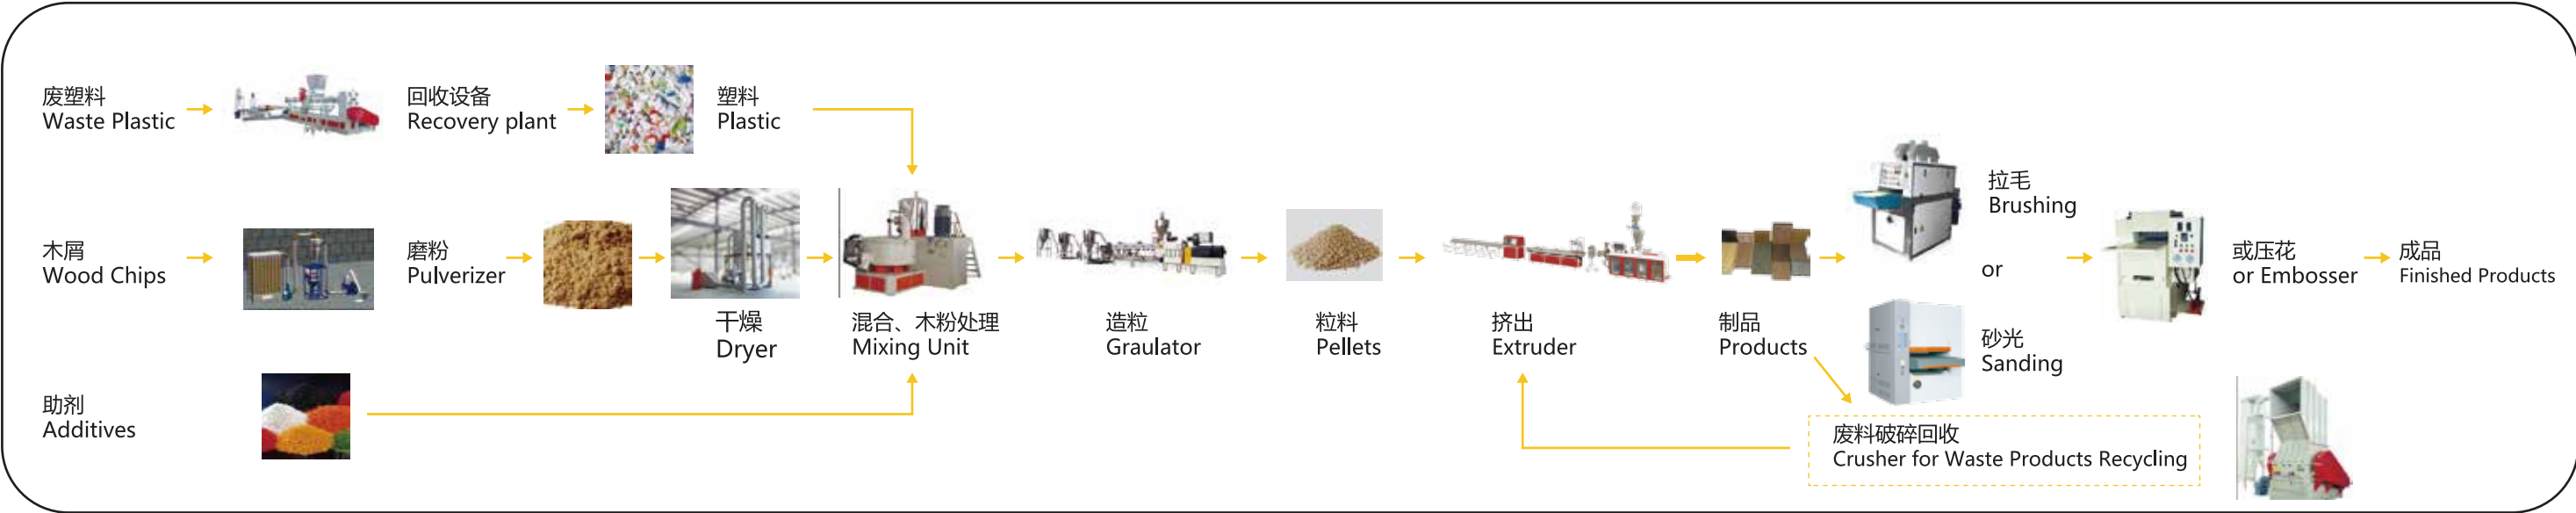 废塑料
Waste Plastic
回收设备
Recovery plant
塑料
Plastic
木屑
Wood Chips
磨粉
Pulverizer
干燥
Dryer
混合、木粉处理
Mixing Unit
造粒
Graulator
粒料
Pellets
挤出
Extruder
制品
Products
拉毛
Brushing
or
砂光
Sanding
或压花
or Embosser
成品
Finished Products
助剂
Additives
废料破碎回收
Crusher for Waste Products Recycling